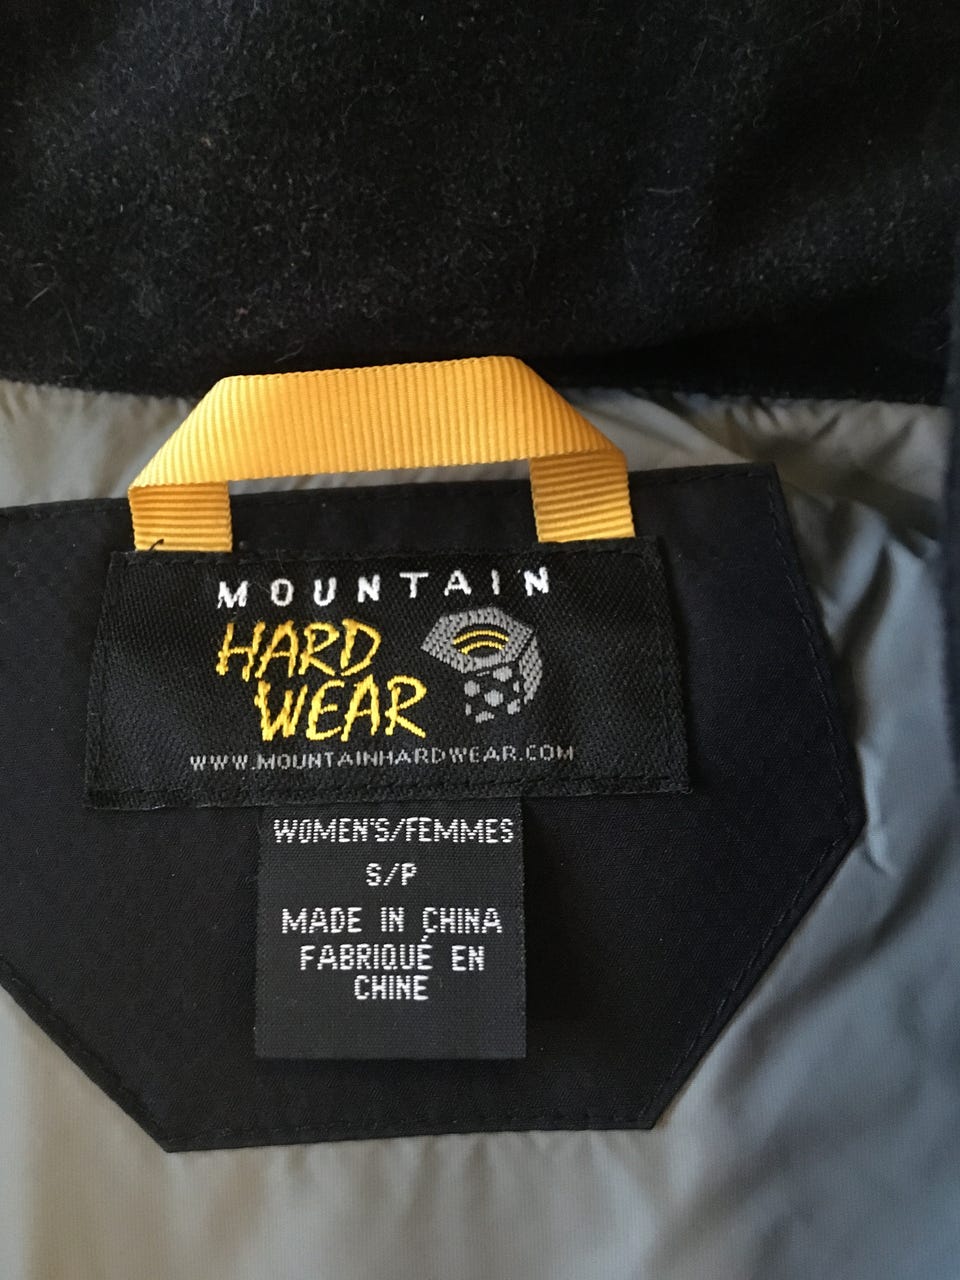 MOUNTAIN
HARD
WEAR
WWW.MOUNTAINHARDWEAR.COM
WOMEN'S/FEMMES
S/P
MADE IN CHINA
FABRIQUÉ EN
CHINE